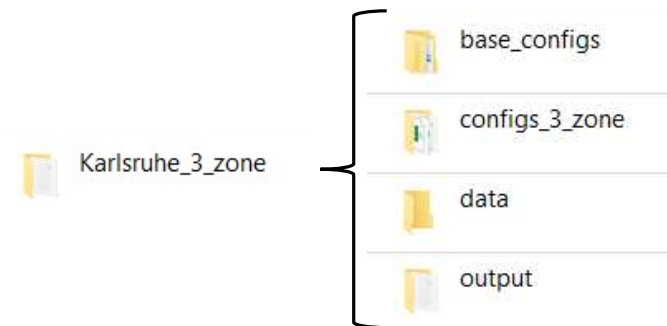 base_configs
configs_3_zone
Karlsruhe_3_zone
data
output